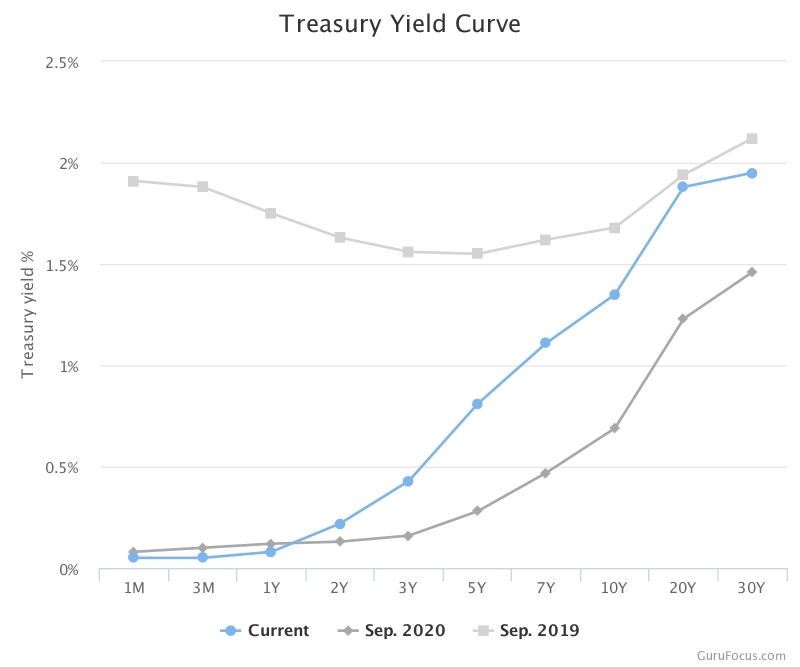 Treasury Yield Curve
2.5%
2%
1.5%
1%
0.5%
0%
Treasury yield %
1M 3M 1Y 2Y 3Y 5Y 7Y 10Y 20Y 30Y
Current Sep. 2020 Sep. 2019
GuruFocus.com